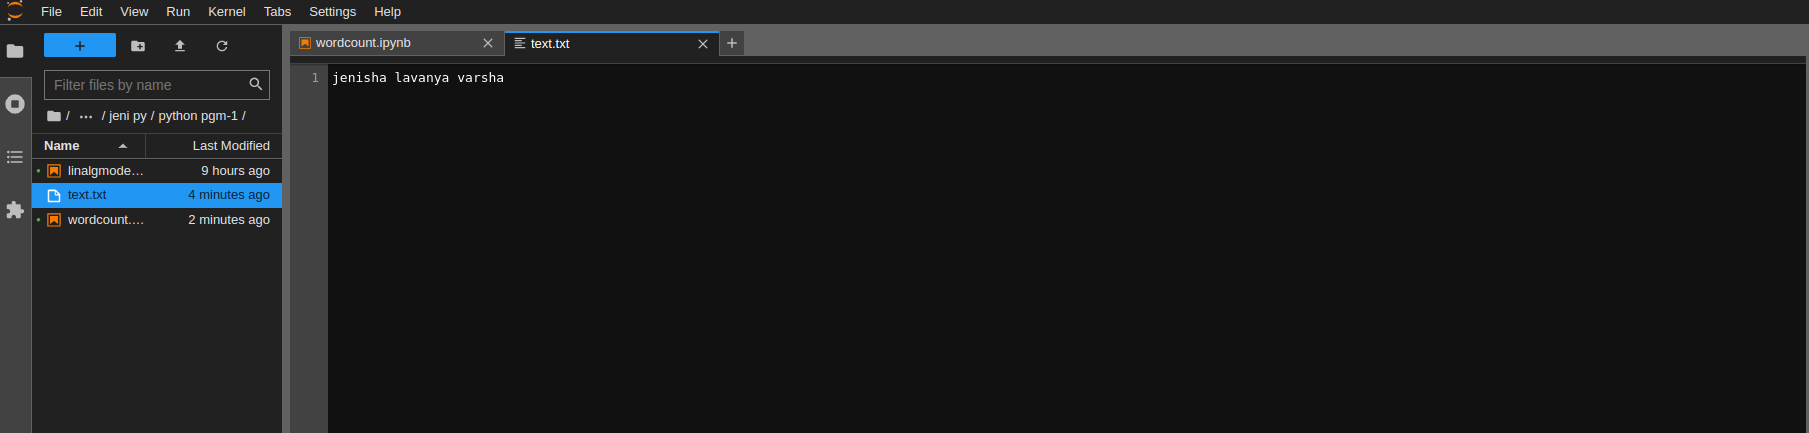 File Edit View Run Kernel Tabs Settings Help
wordcount.ipynb
text.txt
Filter files by name
/ ... / jeni py / python pgm-1 /
Name Last Modified
linalgmode… 9 hours ago
text.txt 4 minutes ago
wordcount.… 2 minutes ago
1 jenisha lavanya varsha